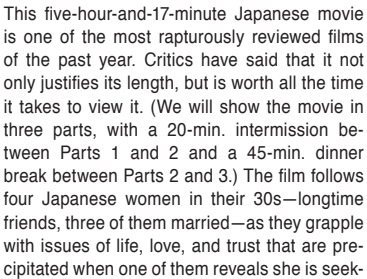 This five-hour-and-17-minute Japanese movie
is one of the most rapturously reviewed films
of the past year. Critics have said that it not
only justifies its length, but is worth all the time
it takes to view it. (We will show the movie in
three parts, with a 20-min. intermission be-
tween Parts 1 and 2 and a 45-min. dinner
break between Parts 2 and 3.) The film follows
four Japanese women in their 30s—longtime
friends, three of them married—as they grapple
with issues of life, love, and trust that are pre-
cipitated when one of them reveals she is seek-